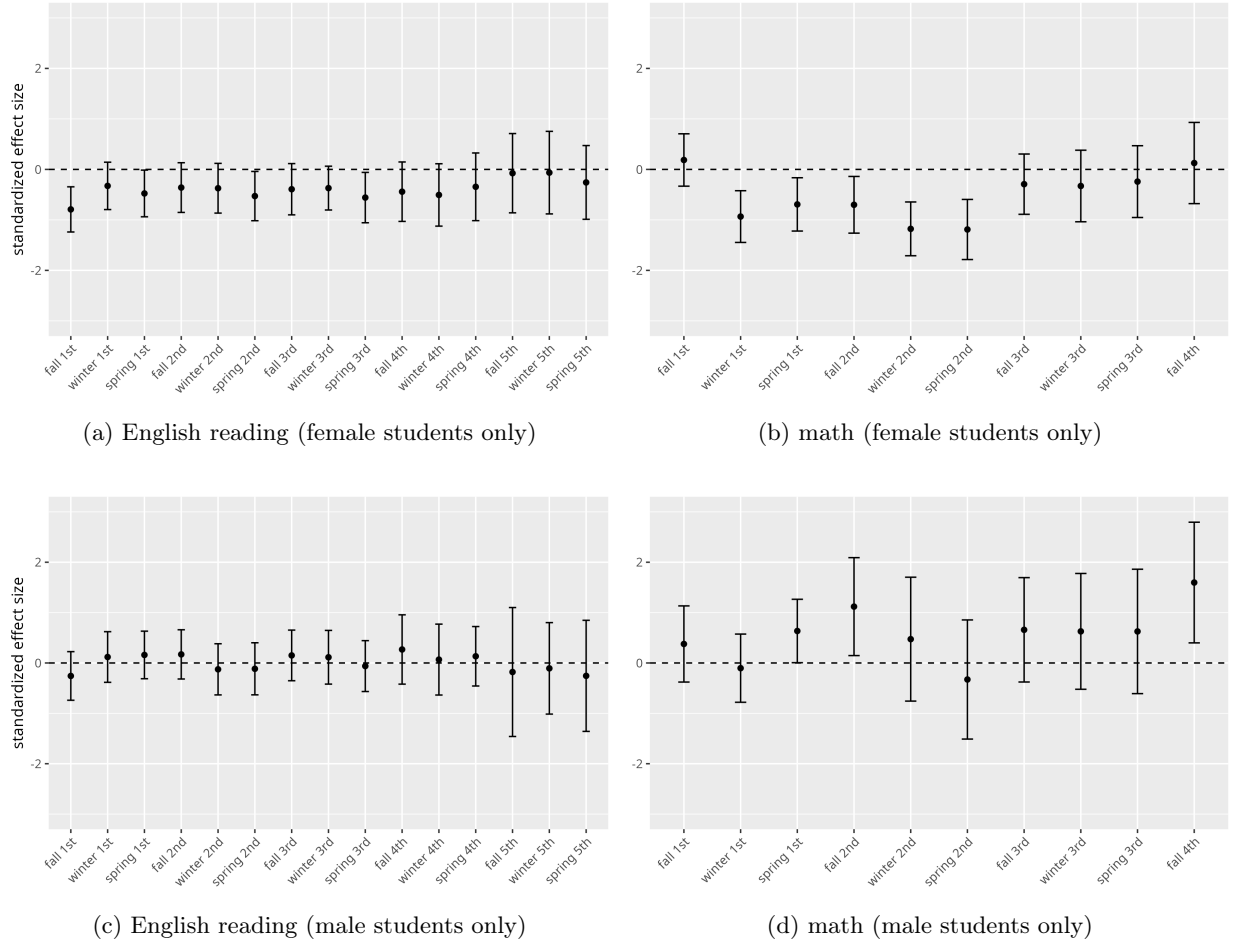 standardized effect size
2
0
-2
fall 1st
winter 1st
spring 1st
fall 2nd
winter 2nd
spring 2nd
fall 3rd
winter 3rd
spring 3rd
fall 4th
winter 4th
spring 4th
fall 5th
winter 5th
spring 5th
(a) English reading (female students only)
2
0
-2
fall 1st
winter 1st
spring 1st
fall 2nd
winter 2nd
spring 2nd
fall 3rd
winter 3rd
spring 3rd
fall 4th
(b) math (female students only)
standardized effect size
2
0
-2
fall 1st
winter 1st
spring 1st
fall 2nd
winter 2nd
spring 2nd
fall 3rd
winter 3rd
spring 3rd
fall 4th
winter 4th
spring 4th
fall 5th
winter 5th
spring 5th
(c) English reading (male students only)
2
0
-2
fall 1st
winter 1st
spring 1st
fall 2nd
winter 2nd
spring 2nd
fall 3rd
winter 3rd
spring 3rd
fall 4th
(d) math (male students only)